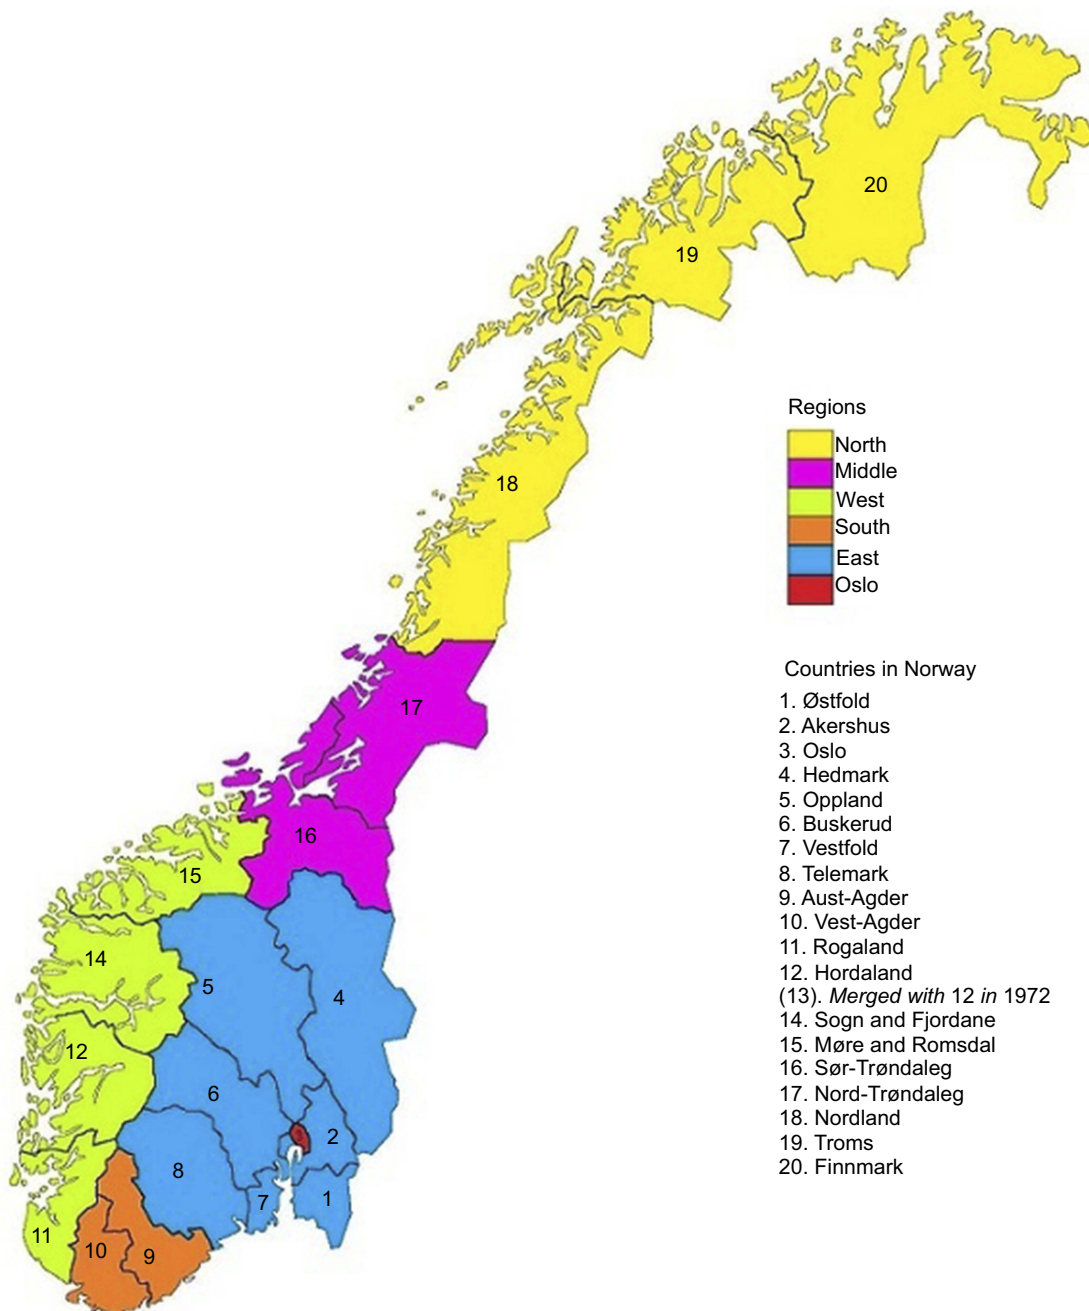 20
19
18
17
16
15
14
5
4
12
6
2
8
7
1
11
10
9
Regions
North
Middle
West
South
East
Oslo
Countries in Norway
1. Østfold
2. Akershus
3. Oslo
4. Hedmark
5. Oppland
6. Buskerud
7. Vestfold
8. Telemark
9. Aust-Agder
10. Vest-Agder
11. Rogaland
12. Hordaland
(13). Merged with 12 in 1972
14. Sogn and Fjordane
15. Møre and Romsdal
16. Sør-Trøndaleg
17. Nord-Trøndaleg
18. Nordland
19. Troms
20. Finnmark